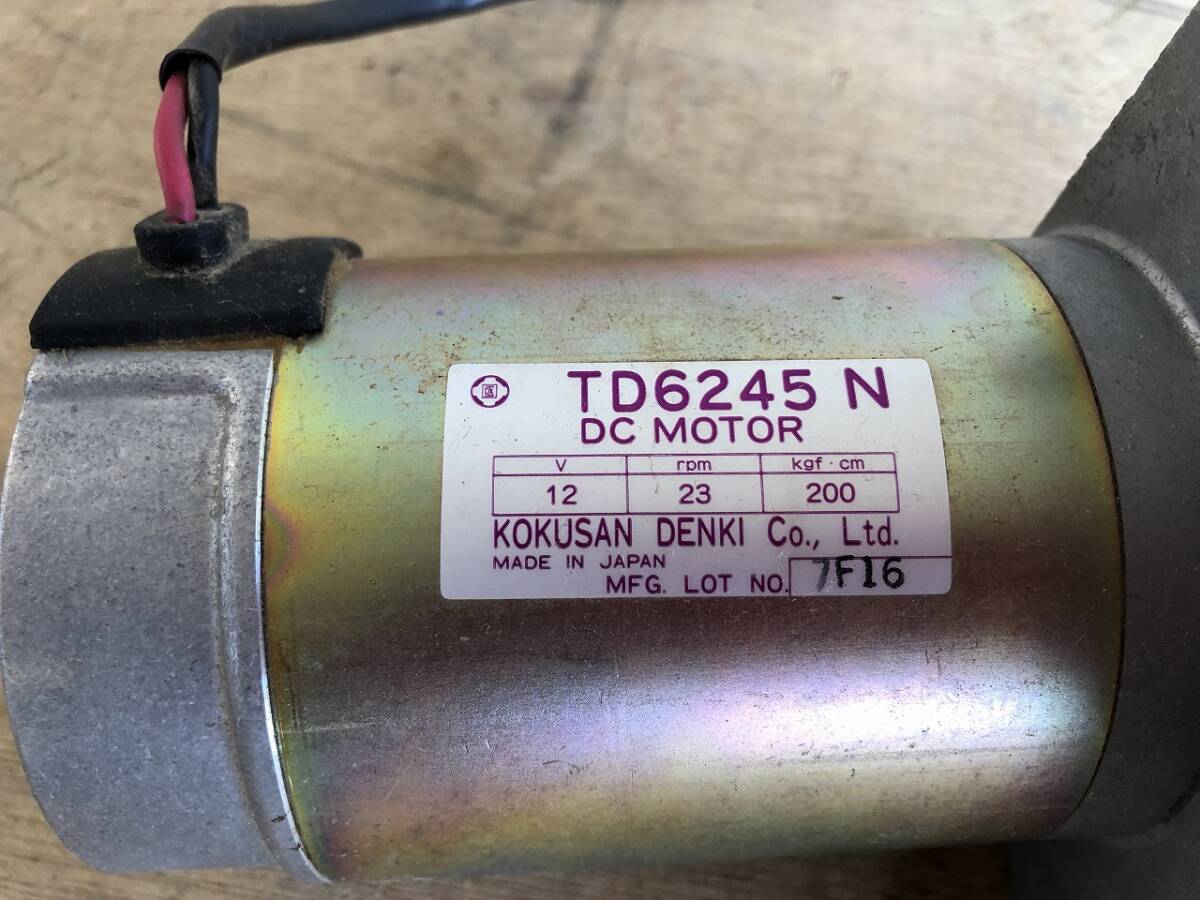 TD6245 N
DC MOTOR
V rpm kgf·cm
12 23 200
KOKUSAN DENKI Co., Ltd.
MADE IN JAPAN
MFG. LOT NO. 7F16